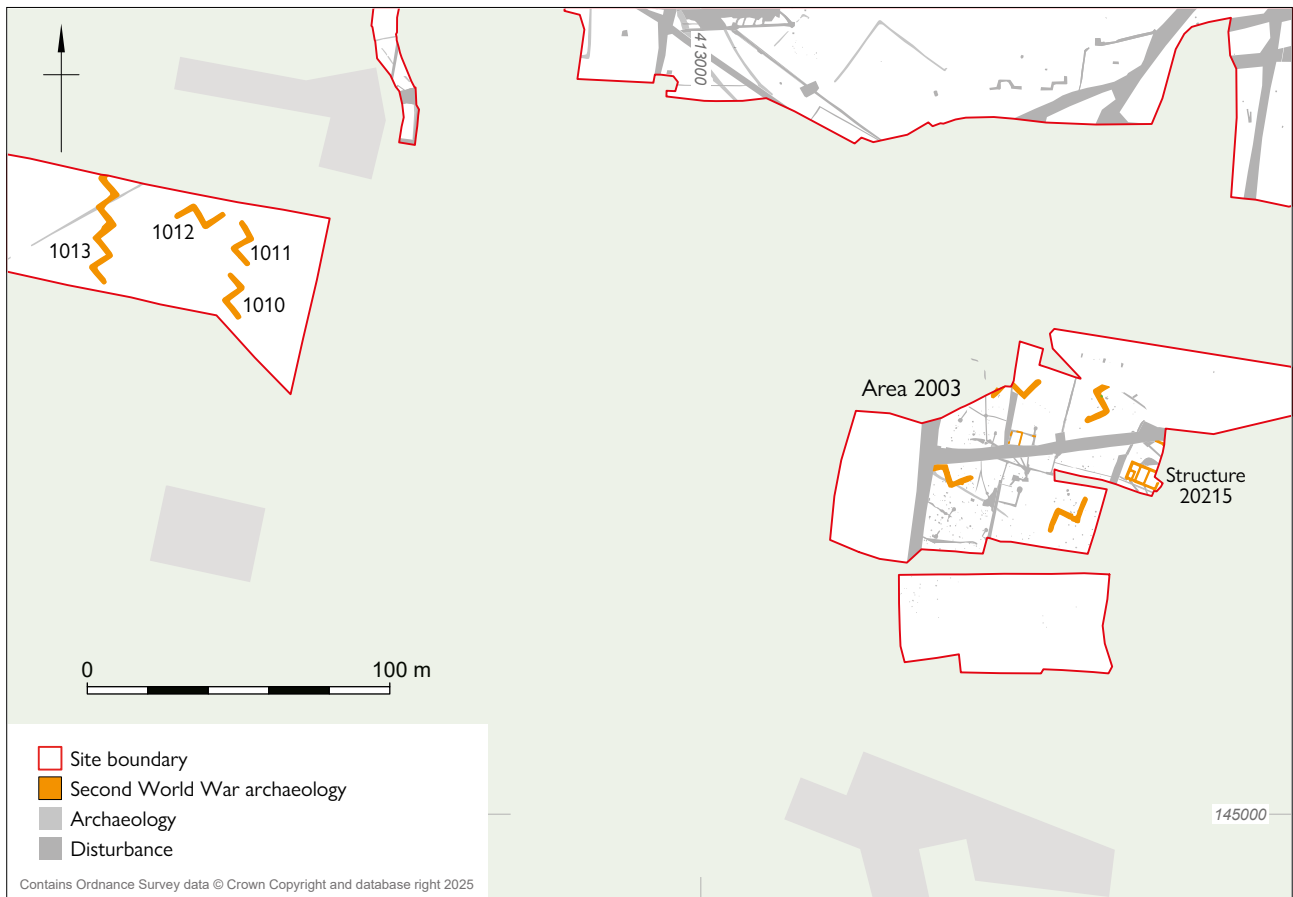 413000
1013
1012
1011
1010
Area 2003
Structure
20215
0
100 m
Site boundary
Second World War archaeology
Archaeology
Disturbance
145000
Contains Ordnance Survey data © Crown Copyright and database right 2025